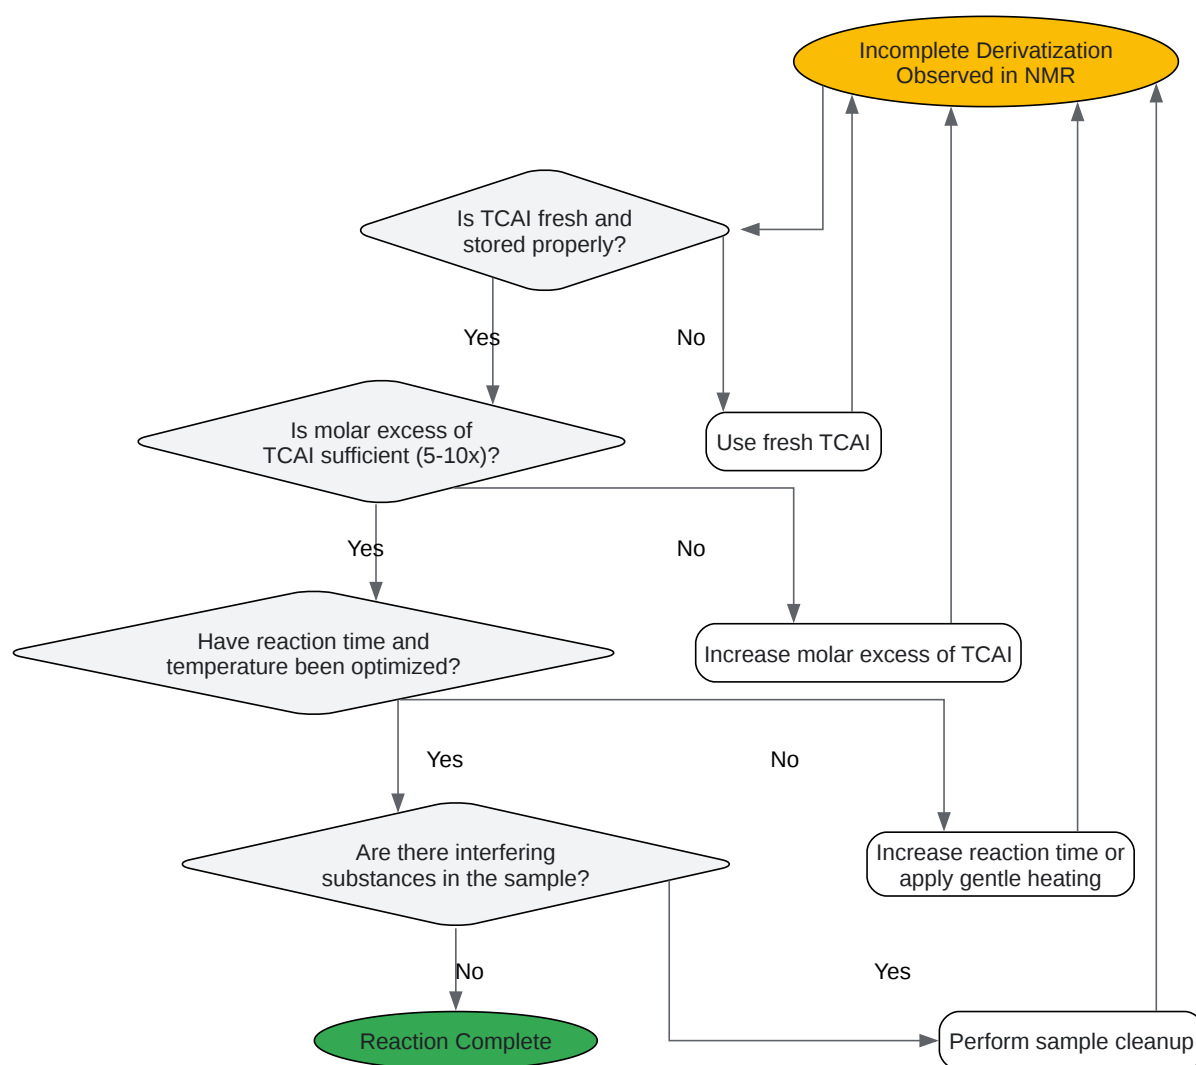 Incomplete Derivatization
Observed in NMR
Is TCAI fresh and
stored properly?
Yes
No
Is molar excess of
TCAI sufficient (5-10x)?
Use fresh TCAI
Yes
No
Have reaction time and
temperature been optimized?
Increase molar excess of TCAI
Yes
No
Are there interfering
substances in the sample?
Increase reaction time or
apply gentle heating
No
Yes
Reaction Complete
Perform sample cleanup